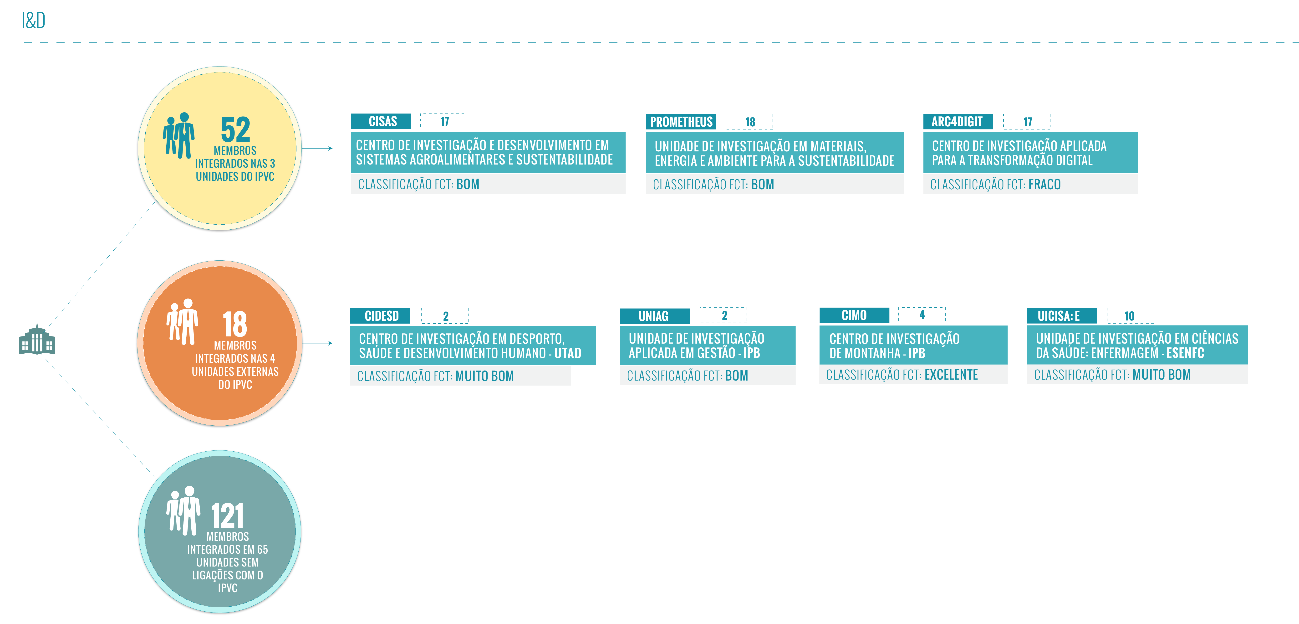 I&D
52
MEMBROS
INTEGRADOS NAS 3
UNIDADES DO IPVC
CISAS
17
CENTRO DE INVESTIGAÇÃO E DESENVOLVIMENTO EM
SISTEMAS AGROALIMENTARES E SUSTENTABILIDADE
CLASSIFICAÇÃO FCT: BOM
PROMETHEUS
18
UNIDADE DE INVESTIGAÇÃO EM MATERIAIS,
ENERGIA E AMBIENTE PARA A SUSTENTABILIDADE
CLASSIFICAÇÃO FCT: BOM
ARC4DIGIT
17
CENTRO DE INVESTIGAÇÃO APLICADA
PARA A TRANSFORMAÇÃO DIGITAL
CLASSIFICAÇÃO FCT: FRACO
18
MEMBROS
INTEGRADOS NAS 4
UNIDADES EXTERNAS
DO IPVC
CIDESD
2
CENTRO DE INVESTIGAÇÃO EM DESPORTO,
SAÚDE E DESENVOLVIMENTO HUMANO - UTAD
CLASSIFICAÇÃO FCT: MUITO BOM
UNIAG
2
UNIDADE DE INVESTIGAÇÃO
APLICADA EM GESTÃO - IPB
CLASSIFICAÇÃO FCT: BOM
CIMO
4
CENTRO DE INVESTIGAÇÃO
DE MONTANHA - IPB
CLASSIFICAÇÃO FCT: EXCELENTE
UICISA: E
10
UNIDADE DE INVESTIGAÇÃO EM CIÊNCIAS
DA SAÚDE: ENFERMAGEM - ESENFC
CLASSIFICAÇÃO FCT: MUITO BOM
121
MEMBROS
INTEGRADOS EM 65
UNIDADES SEM
LIGAÇÕES COM O
IPVC